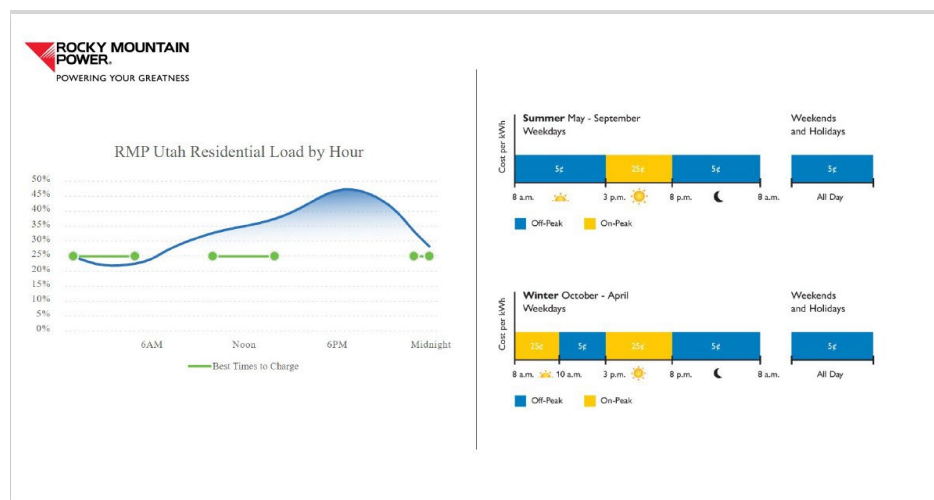 ROCKY MOUNTAIN
POWER.
POWERING YOUR GREATNESS
RMP Utah Residential Load by Hour
50%
45%
40%
35%
30%
25%
20%
15%
10%
5%
0%
6AM Noon 6PM Midnight
Best Times to Charge
Summer May - September
Weekdays
Weekends
and Holidays
Cost per kWh
5¢ 25¢ 5¢ 5¢
8 a.m. 3 p.m. 8 p.m. 8 a.m. All Day
Off-Peak On-Peak
Winter October - April
Weekdays
Weekends
and Holidays
Cost per kWh
25¢ 5¢ 25¢ 5¢ 5¢
8 a.m. 10 a.m. 3 p.m. 8 p.m. 8 a.m. All Day
Off-Peak On-Peak